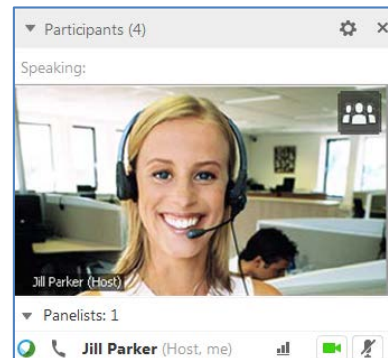 Participants (4)
Speaking:
Jill Parker (Host)
Panelists: 1
Jill Parker (Host, me)